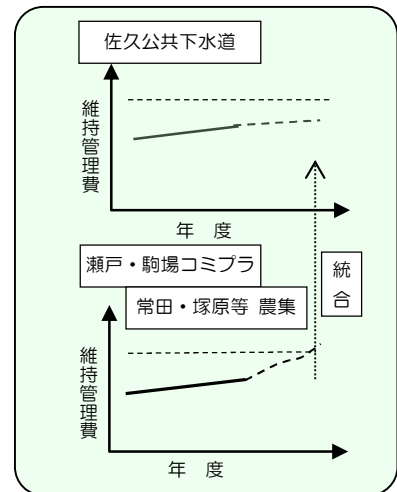 佐久公共下水道
維持管理費
年 度
瀬戸・駒場コミプラ
常田・塚原等 農集
統合
維持管理費
年 度